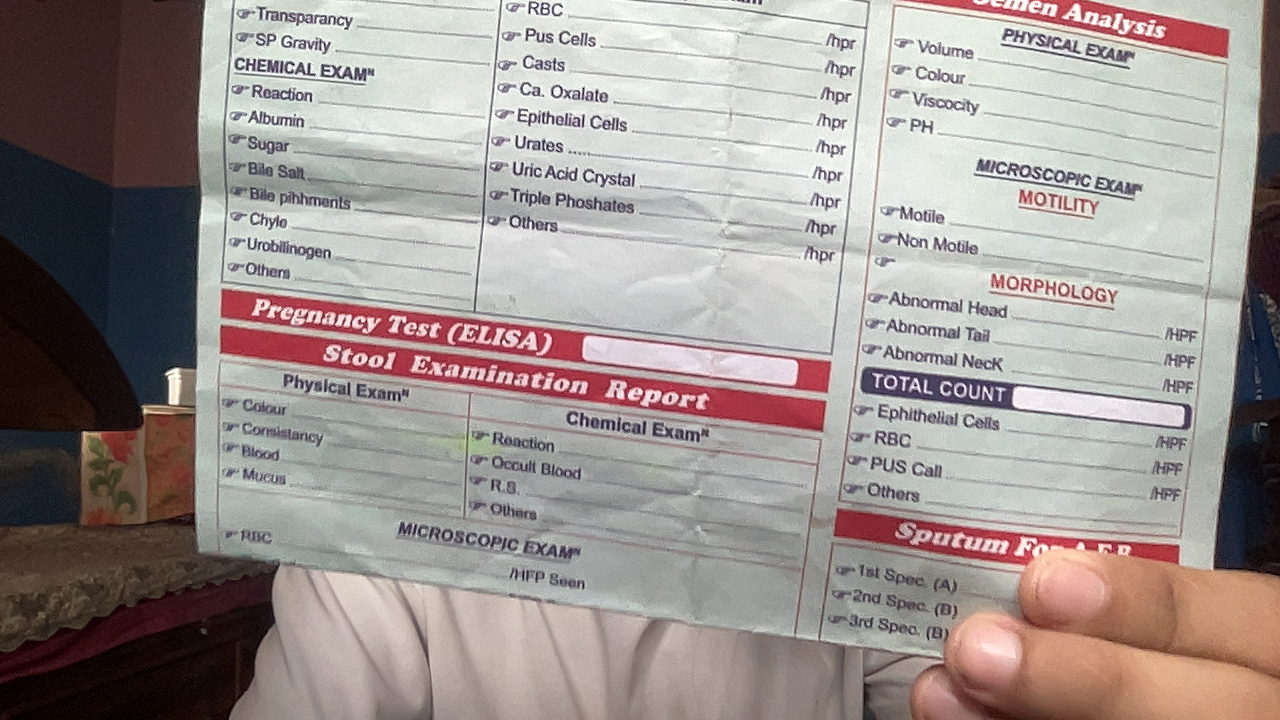 Transparency
SP Gravity
CHEMICAL EXAMᴺ
Reaction
Albumin
Sugar
Bile Salt
Bile pihhments
Chyle
Urobilinogen
Others
RBC /hpr
Pus Cells /hpr
Casts /hpr
Ca. Oxalate /hpr
Epithelial Cells /hpr
Urates ..... /hpr
Uric Acid Crystal /hpr
Triple Phoshates /hpr
Others /hpr
Pregnancy Test (ELISA)
Stool Examination Report
Physical Examᴺ
Colour
Consistancy
Blood
Mucus
Chemical Examᴺ
Reaction
Occult Blood
R.S.
Others
MICROSCOPIC EXAMᴺ
RBC
/HFP Seen
Semen Analysis
PHYSICAL EXAMᴺ
Volume
Colour
Viscocity
PH
MICROSCOPIC EXAMᴺ
MOTILITY
Motile
Non Motile
MORPHOLOGY
Abnormal Head /HPF
Abnormal Tail /HPF
Abnormal NecK /HPF
TOTAL COUNT
Ephithelial Cells /HPF
RBC /HPF
PUS Call /HPF
Others
Sputum For A.F.B
1st Spec. (A)
2nd Spec. (B)
3rd Spec. (B)